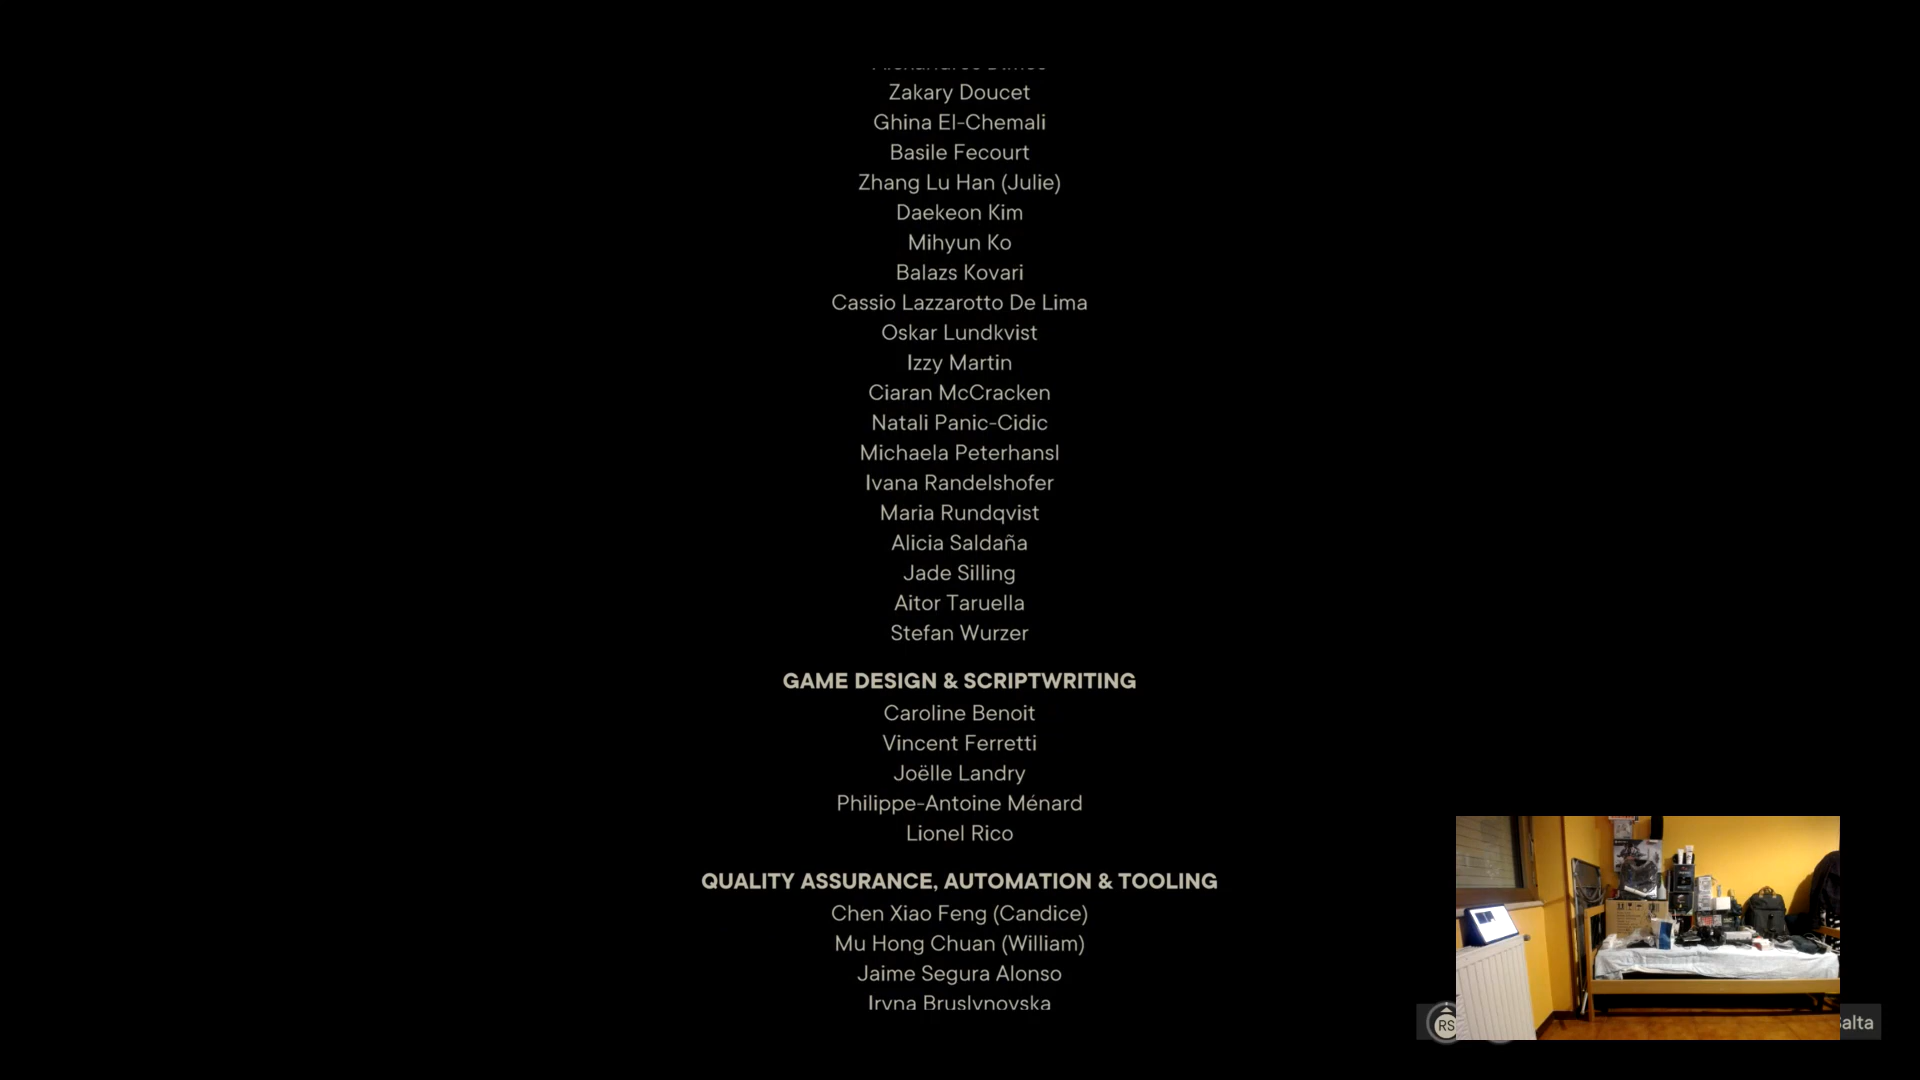 Zakary Doucet
Ghina El-Chemali
Basile Fecourt
Zhang Lu Han (Julie)
Daekeon Kim
Mihyun Ko
Balazs Kovari
Cassio Lazzarotto De Lima
Oskar Lundkvist
Izzy Martin
Ciaran McCracken
Natali Panic-Cidic
Michaela Peterhansl
Ivana Randelshofer
Maria Rundqvist
Alicia Saldaña
Jade Silling
Aitor Taruella
Stefan Wurzer
GAME DESIGN & SCRIPTWRITING
Caroline Benoit
Vincent Ferretti
Joëlle Landry
Philippe-Antoine Ménard
Lionel Rico
QUALITY ASSURANCE, AUTOMATION & TOOLING
Chen Xiao Feng (Candice)
Mu Hong Chuan (William)
Jaime Segura Alonso
Iryna Bruslynovska
RS